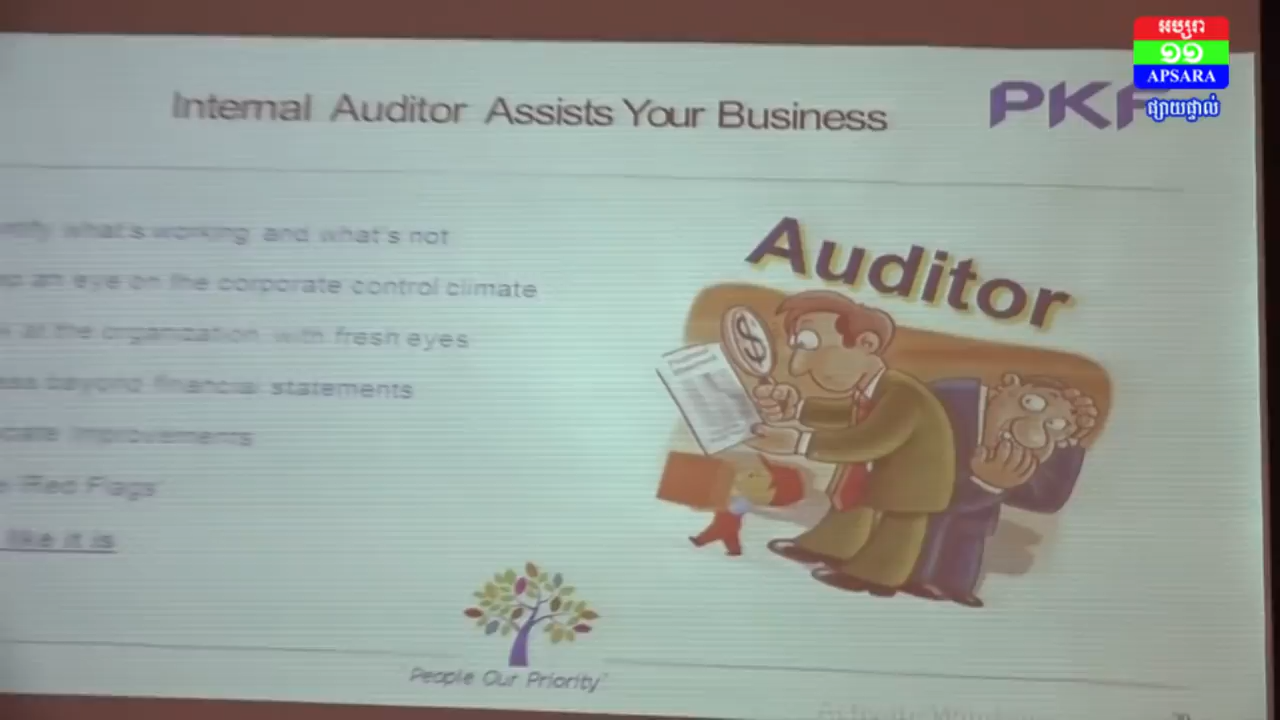 អប្សរា
១១
APSARA
ផ្សាយផ្ទាល់
Internal Auditor Assists Your Business
PKF
what's working and what's not
an eye on the corporate control climate
at the organization with fresh eyes
beyond financial statements
improvements
'Red Flags'
like it is
Auditor
$
People Our Priority